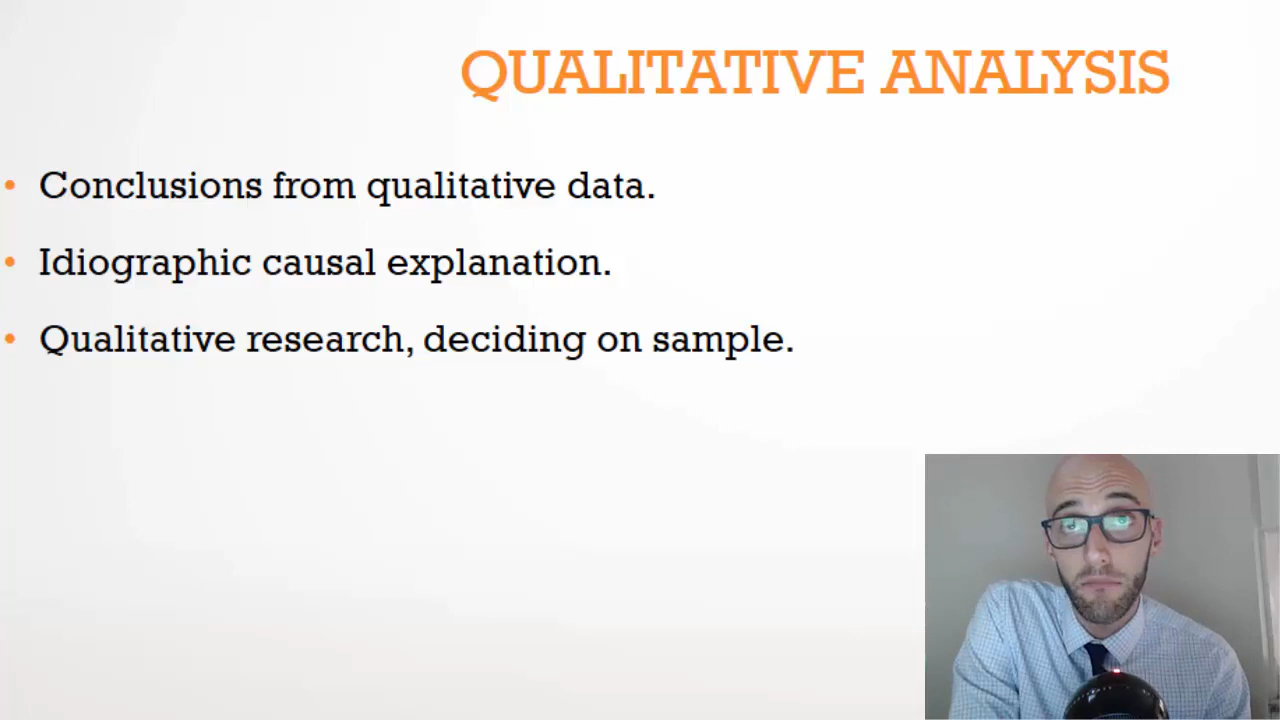 QUALITATIVE ANALYSIS
• Conclusions from qualitative data.
• Idiographic causal explanation.
• Qualitative research, deciding on sample.